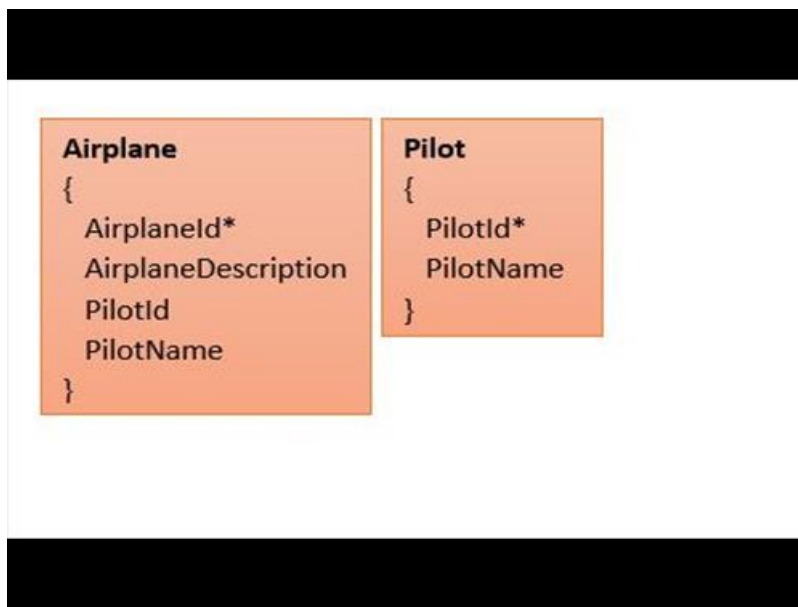 Airplane
{
AirplaneId*
AirplaneDescription
PilotId
PilotName
}
Pilot
{
PilotId*
PilotName
}